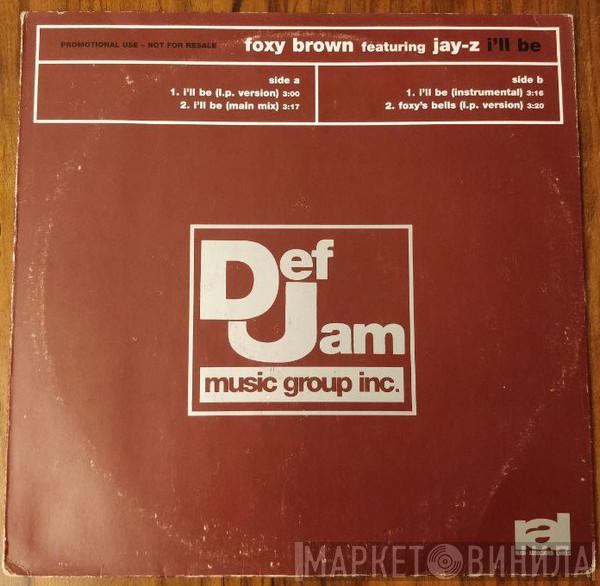 PROMOTIONAL USE – NOT FOR RESALE foxy brown featuring jay-z i'll be
side a
1. i'll be (l.p. version) 3:00
2. i'll be (main mix) 3:17
side b
1. i'll be (instrumental) 3:16
2. foxy's bells (l.p. version) 3:20
Def
Jam
music group inc.
МАРКЕТ ВИНИЛА